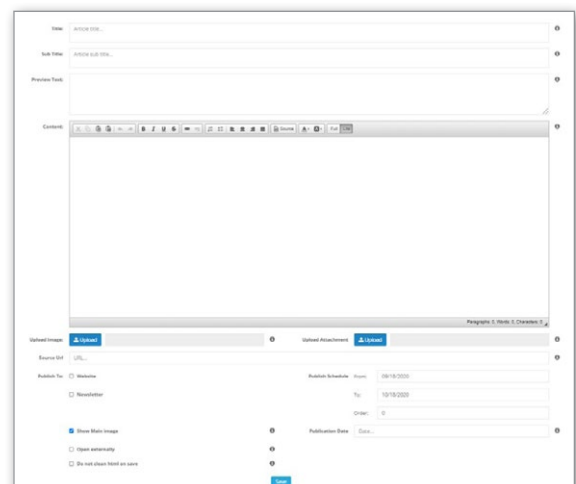 Title: Article title...
Sub Title: Article sub title...
Preview Text:
Content: B I U S Source A A Full Lite
Paragraphs: 0, Words: 0, Characters: 0
Upload Image: Upload Upload Attachment Upload
Source Url URL...
Publish To: Website Publish Schedule From: 09/18/2020
Newsletter To: 10/18/2020
Order: 0
Show Main Image Publication Date Date...
Open externally
Do not clean html on save
Save